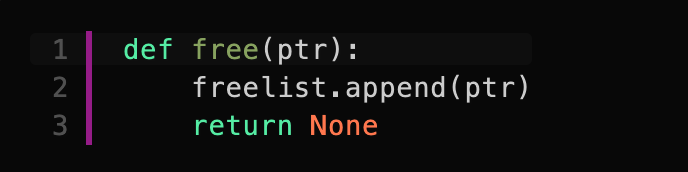 1 def free(ptr):
2     freelist.append(ptr)
3     return None